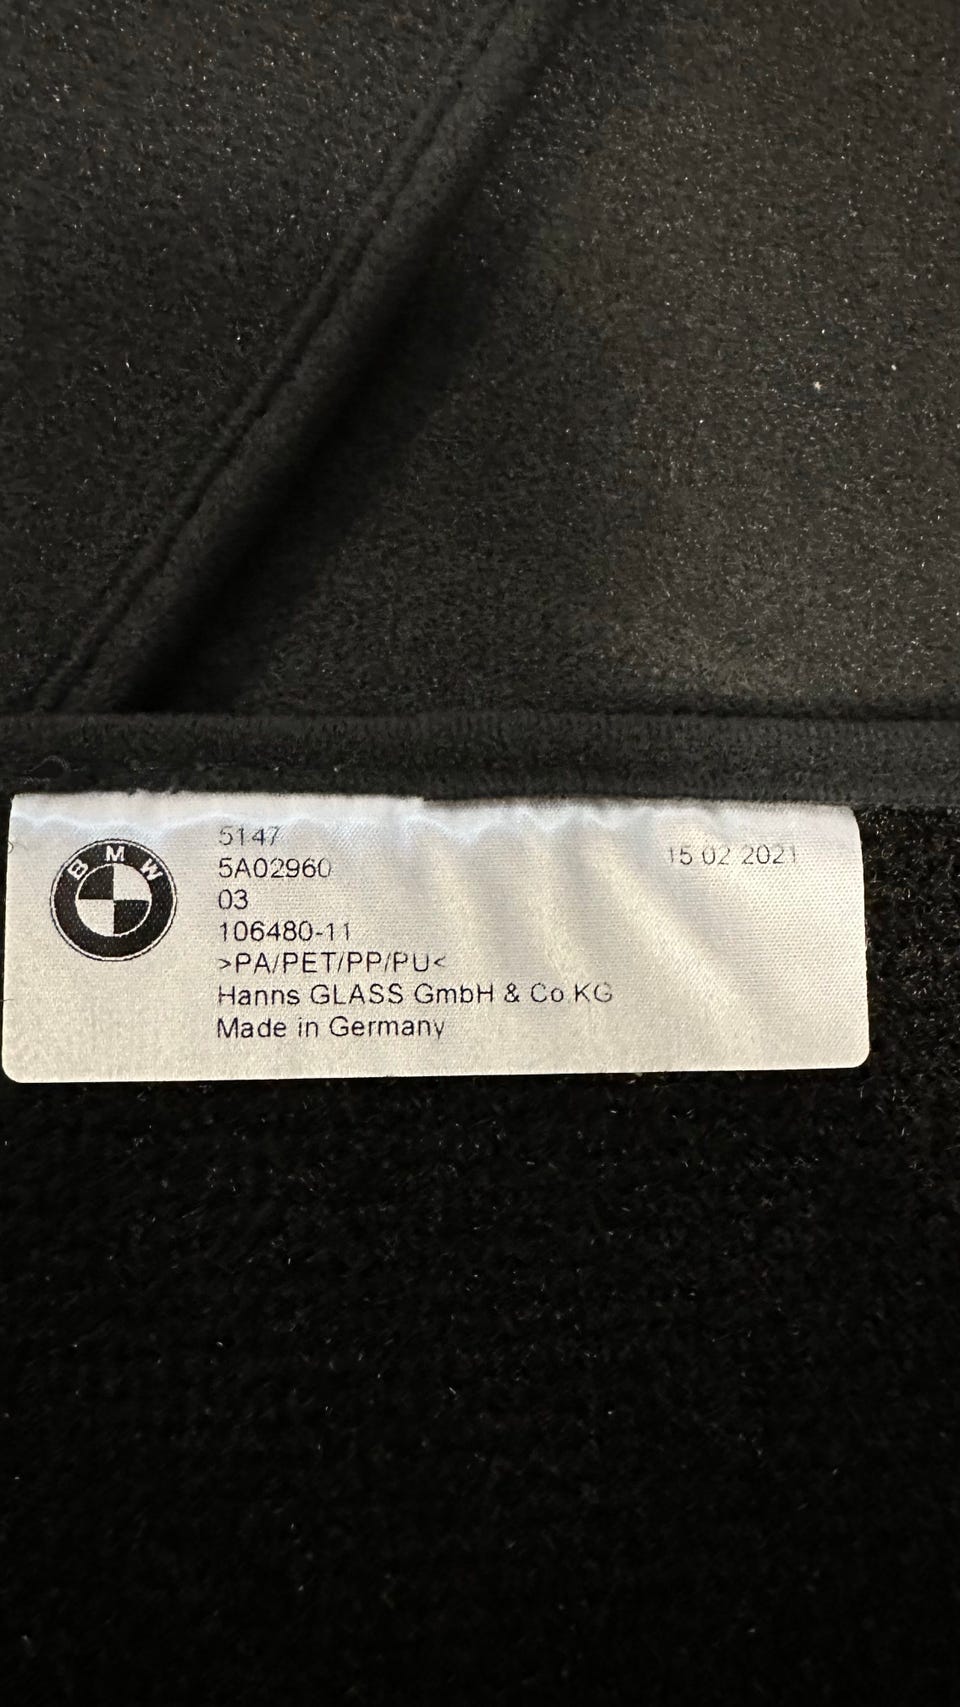 BMW
5147
15 02 2021
5A02960
03
106480-11
>PA/PET/PP/PU<
Hanns GLASS GmbH & Co KG
Made in Germany